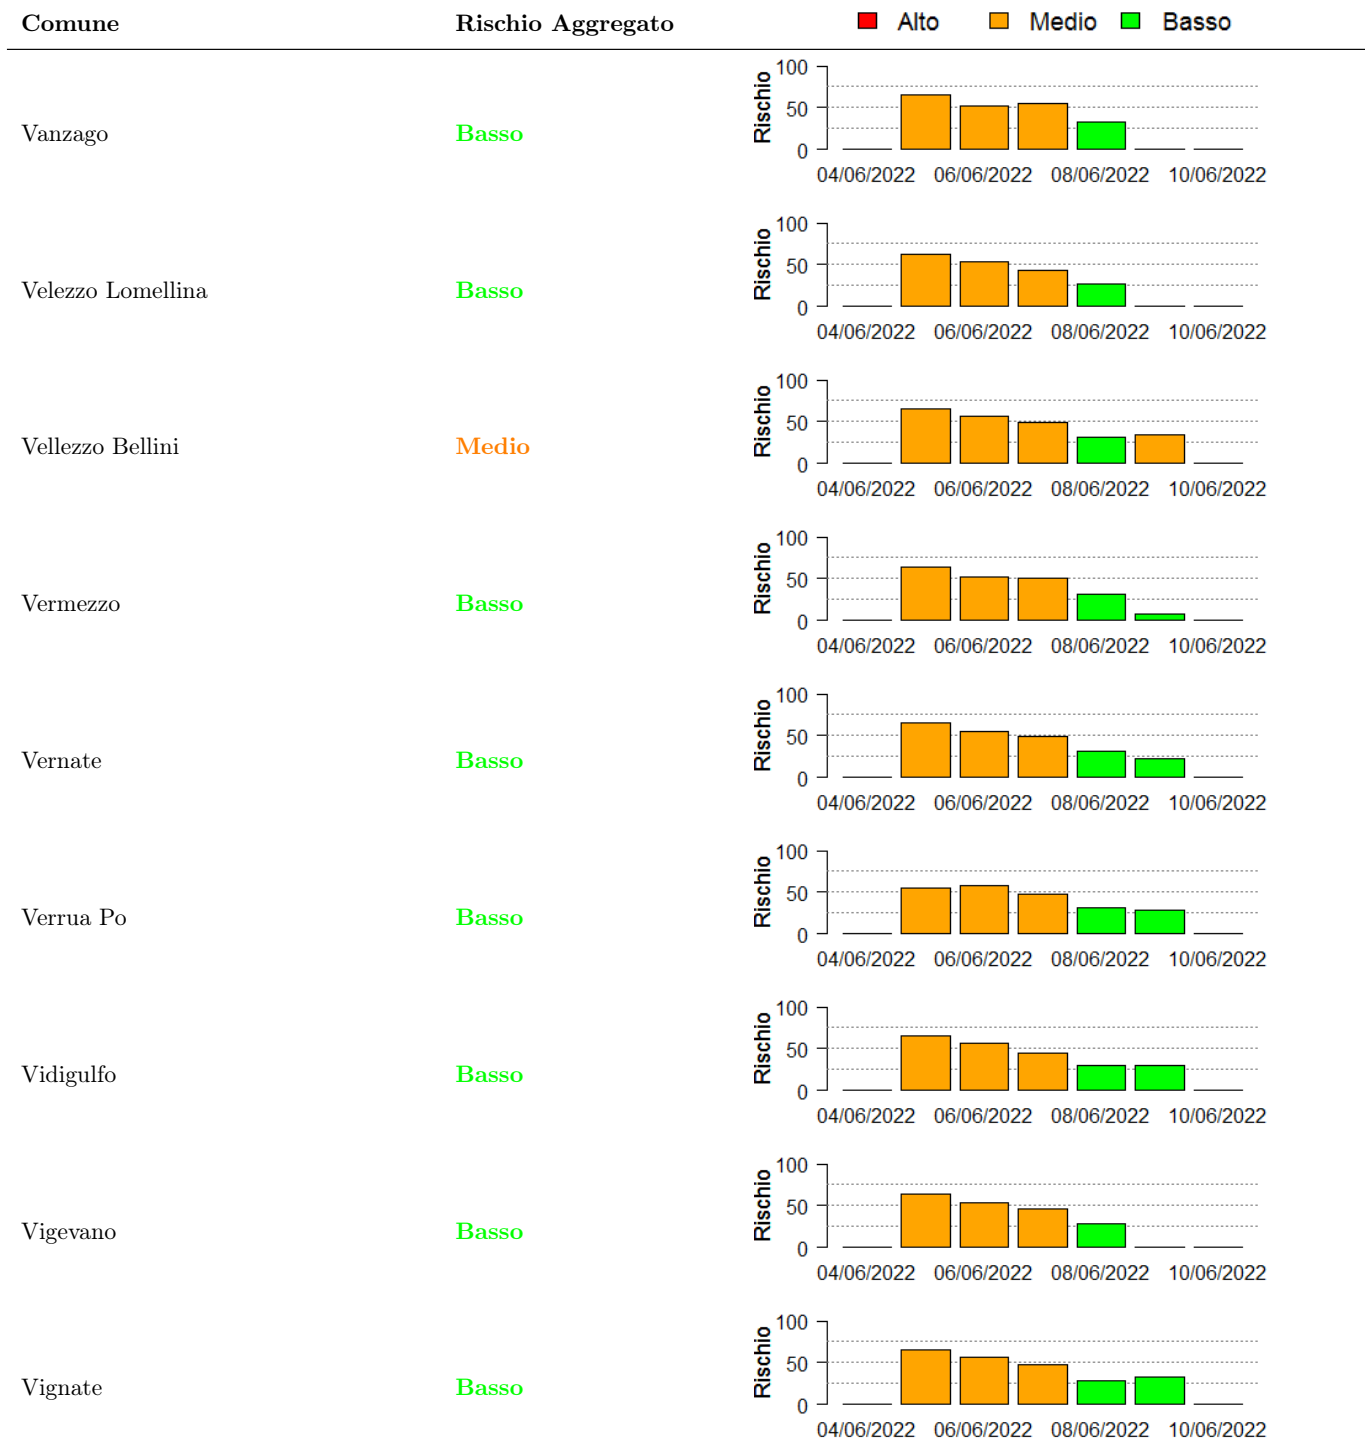 Comune Rischio Aggregato Alto Medio Basso
100
50
0
Rischio
Vanzago Basso
04/06/2022 06/06/2022 08/06/2022 10/06/2022
100
50
0
Rischio
Velezzo Lomellina Basso
04/06/2022 06/06/2022 08/06/2022 10/06/2022
100
50
0
Rischio
Vellezzo Bellini Medio
04/06/2022 06/06/2022 08/06/2022 10/06/2022
100
50
0
Rischio
Vermezzo Basso
04/06/2022 06/06/2022 08/06/2022 10/06/2022
100
50
0
Rischio
Vernate Basso
04/06/2022 06/06/2022 08/06/2022 10/06/2022
100
50
0
Rischio
Verrua Po Basso
04/06/2022 06/06/2022 08/06/2022 10/06/2022
100
50
0
Rischio
Vidigulfo Basso
04/06/2022 06/06/2022 08/06/2022 10/06/2022
100
50
0
Rischio
Vigevano Basso
04/06/2022 06/06/2022 08/06/2022 10/06/2022
100
50
0
Rischio
Vignate Basso
04/06/2022 06/06/2022 08/06/2022 10/06/2022